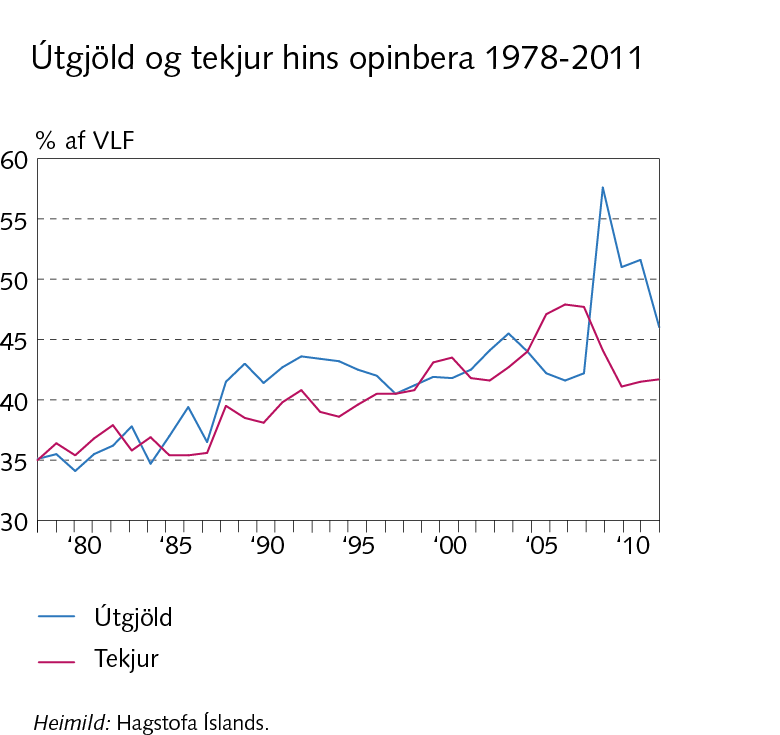 Útgjöld og tekjur hins opinbera 1978-2011
% af VLF
60
55
50
45
40
35
30
‘80 ‘85 ‘90 ‘95 ‘00 ‘05 ‘10
Útgjöld
Tekjur
Heimild: Hagstofa Íslands.